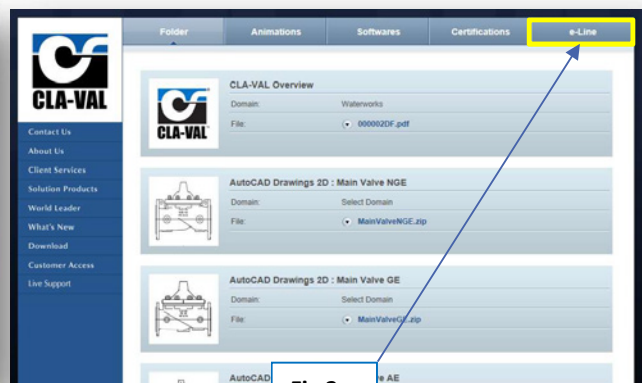 Folder Animations Softwares Certifications e-Line
CLA-VAL
Contact Us
About Us
Client Services
Solution Products
World Leader
What's New
Download
Customer Access
Live Support
CLA-VAL
CLA-VAL Overview
Domain: Waterworks
File: 000002DF.pdf
AutoCAD Drawings 2D : Main Valve NGE
Domain: Select Domain
File: MainValveNGE.zip
AutoCAD Drawings 2D : Main Valve GE
Domain: Select Domain
File: MainValveGE.zip
AutoCAD AE